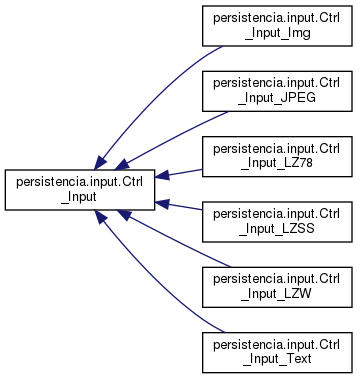 persistencia.input.Ctrl
_Input_Img
persistencia.input.Ctrl
_Input_JPEG
persistencia.input.Ctrl
_Input_LZ78
persistencia.input.Ctrl
_Input
persistencia.input.Ctrl
_Input_LZSS
persistencia.input.Ctrl
_Input_LZW
persistencia.input.Ctrl
_Input_Text